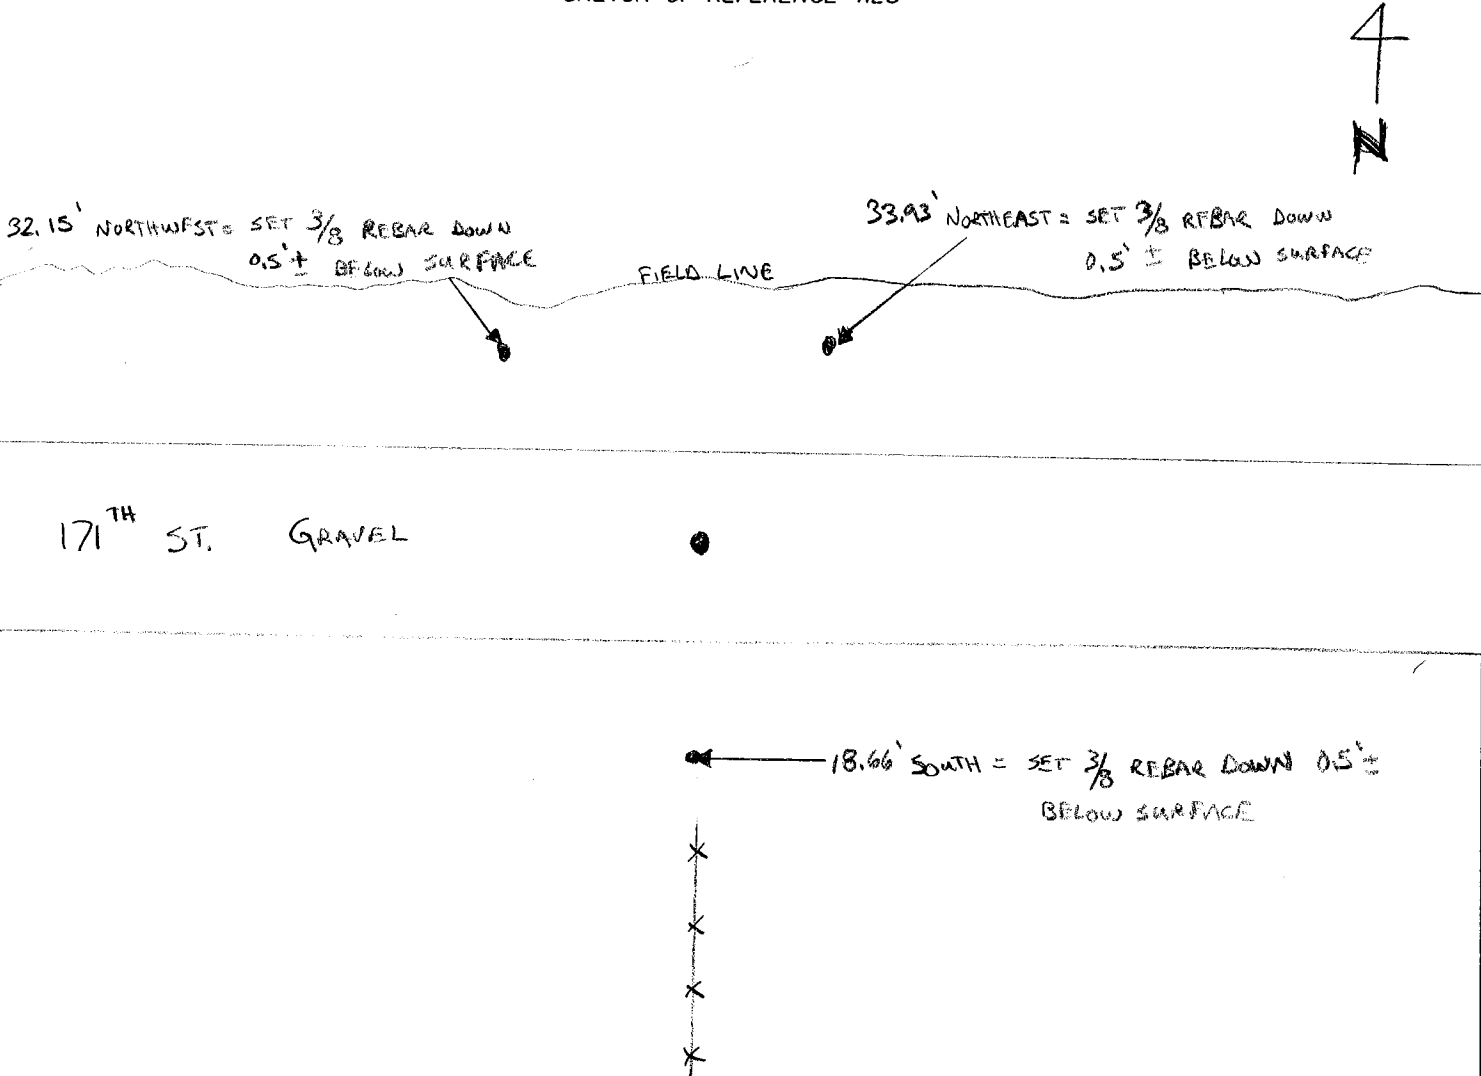 N
32.15' NORTHWEST = SET 3/8 REBAR DOWN
0.5' ± BELOW SURFACE
33.93' NORTHEAST = SET 3/8 REBAR DOWN
0.5' ± BELOW SURFACE
FIELD LINE
171TH ST. GRAVEL
18.66' SOUTH = SET 3/8 REBAR DOWN 0.5' ±
BELOW SURFACE